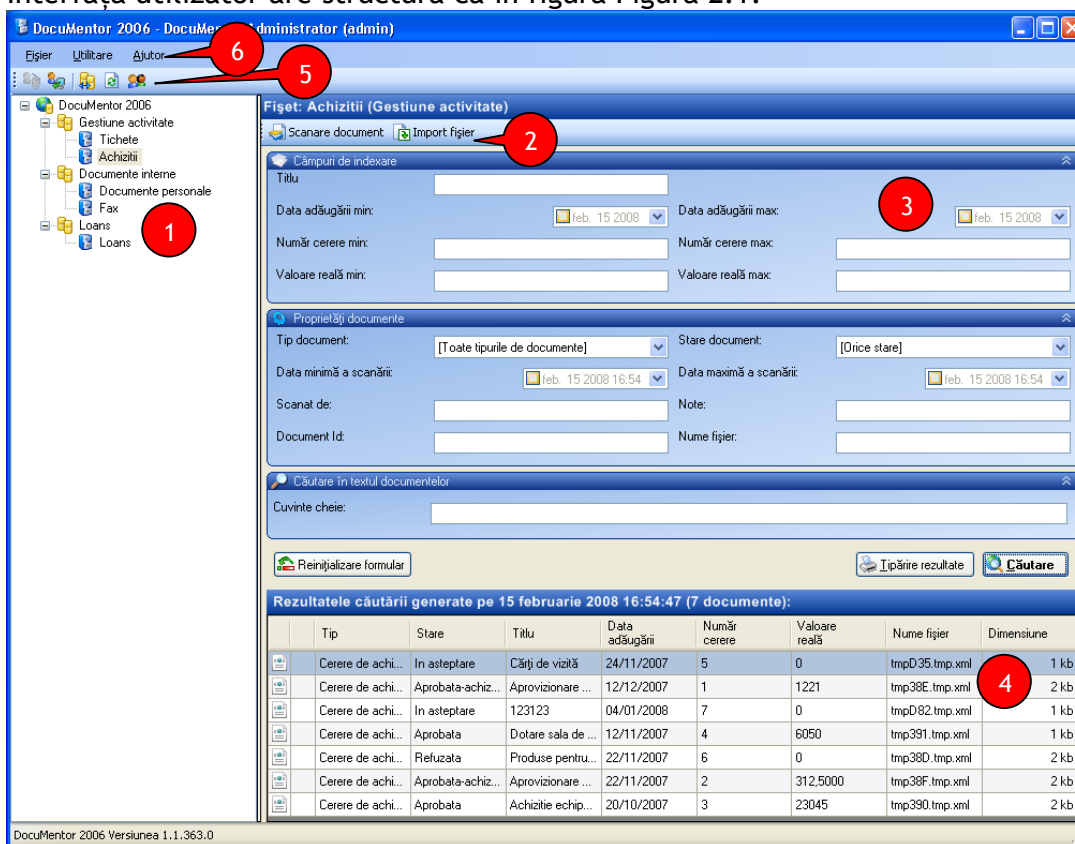 interfața utilizator are structura ca în figura Figura 2.1.
DocuMentor 2006 - DocuMe dministrator (admin)
Fişier Utilitare Ajutor
6
5
DocuMentor 2006
Gestiune activitate
Tichete
Achizitii
Documente interne
Documente personale
Fax
Loans
Loans
1
Fişet: Achizitii (Gestiune activitate)
Scanare document Import fişier
2
Câmpuri de indexare
Titlu
Data adăugării min: feb. 15 2008 Data adăugării max: feb. 15 2008
3
Număr cerere min: Număr cerere max:
Valoare reală min: Valoare reală max:
Proprietăţi documente
Tip document: [Toate tipurile de documente] Stare document: [Orice stare]
Data minimă a scanării: feb. 15 2008 16:54 Data maximă a scanării: feb. 15 2008 16:54
Scanat de: Note:
Document Id: Nume fişier:
Căutare în textul documentelor
Cuvinte cheie:
Reiniţializare formular Tipărire rezultate Căutare
Rezultatele căutării generate pe 15 februarie 2008 16:54:47 (7 documente):
Tip Stare Titlu Data adăugării Număr cerere Valoare reală Nume fişier Dimensiune
Cerere de achi... In asteptare Cărţi de vizită 24/11/2007 5 0 tmpD35.tmp.xml 1 kb
Cerere de achi... Aprobata-achiz... Aprovizionare ... 12/12/2007 1 1221 tmp38E.tmp.xml 2 kb
4
Cerere de achi... In asteptare 123123 04/01/2008 7 0 tmpD82.tmp.xml 1 kb
Cerere de achi... Aprobata Dotare sala de ... 12/11/2007 4 6050 tmp391.tmp.xml 1 kb
Cerere de achi... Refuzata Produse pentru... 22/11/2007 6 0 tmp38D.tmp.xml 2 kb
Cerere de achi... Aprobata-achiz... Aprovizionare ... 22/11/2007 2 312,5000 tmp38F.tmp.xml 2 kb
Cerere de achi... Aprobata Achizitie echip... 20/10/2007 3 23045 tmp390.tmp.xml 2 kb
DocuMentor 2006 Versiunea 1.1.363.0